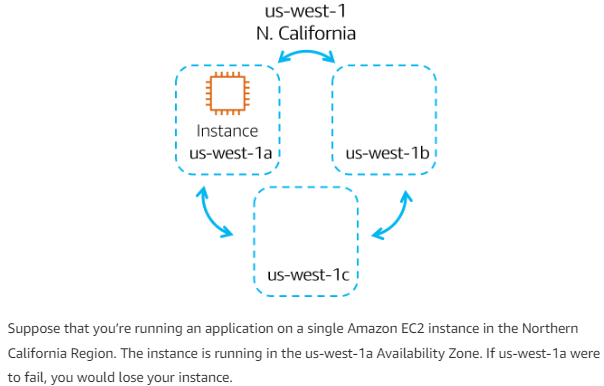 us-west-1
N. California
Instance
us-west-1a
us-west-1b
us-west-1c
Suppose that you’re running an application on a single Amazon EC2 instance in the Northern
California Region. The instance is running in the us-west-1a Availability Zone. If us-west-1a were
to fail, you would lose your instance.